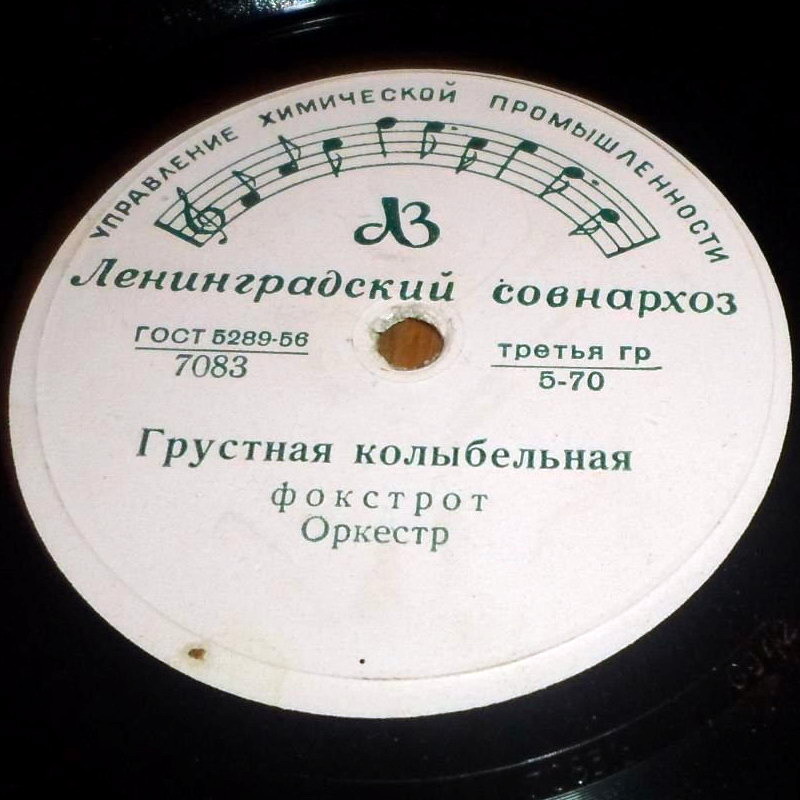 УПРАВЛЕНИЕ ХИМИЧЕСКОЙ ПРОМЫШЛЕННОСТИ
ЛЗ
Ленинградский совнархоз
ГОСТ 5289-56
7083
третья гр
5-70
Грустная колыбельная
фокстрот
Оркестр